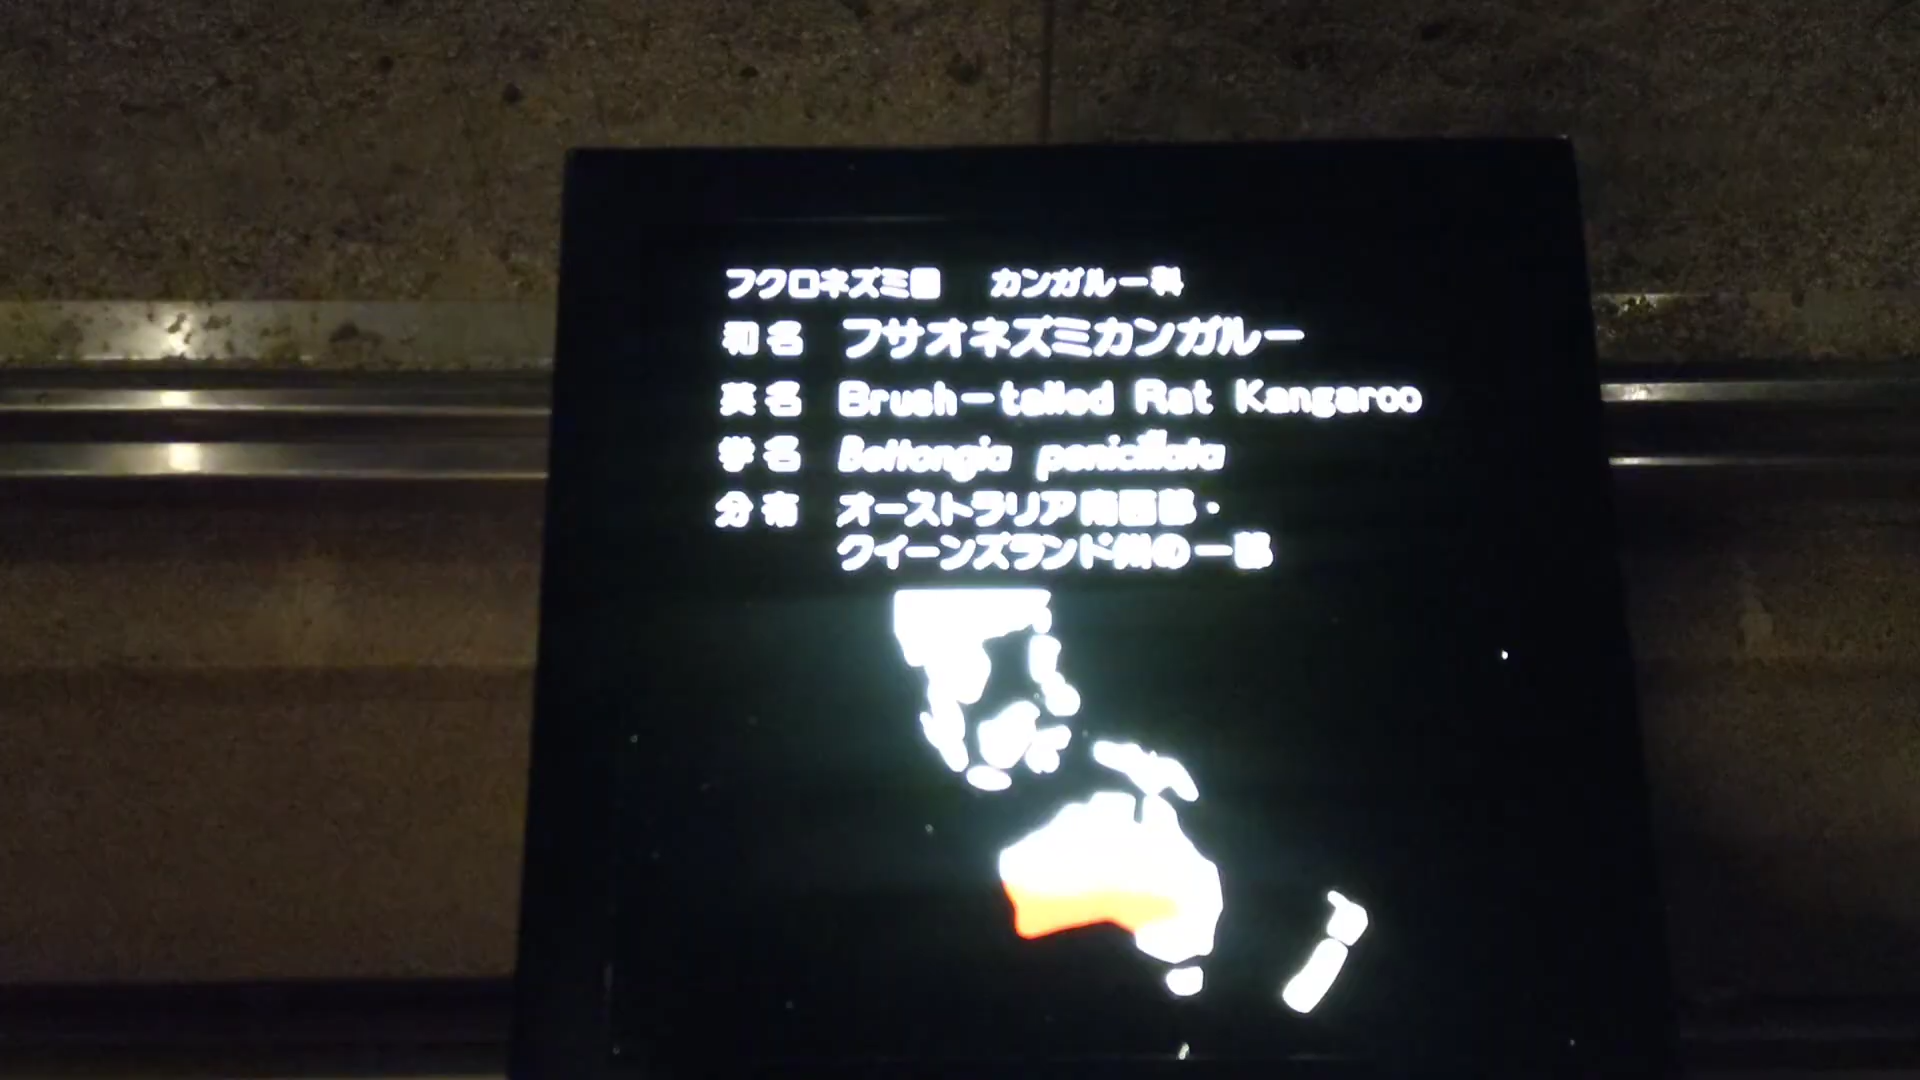 フクロネズミ目 カンガルー科
和名 フサオネズミカンガルー
英名 Brush-tailed Rat Kangaroo
学名 Bettongia penicillata
分布 オーストラリア南西部・
クイーンズランド州の一部